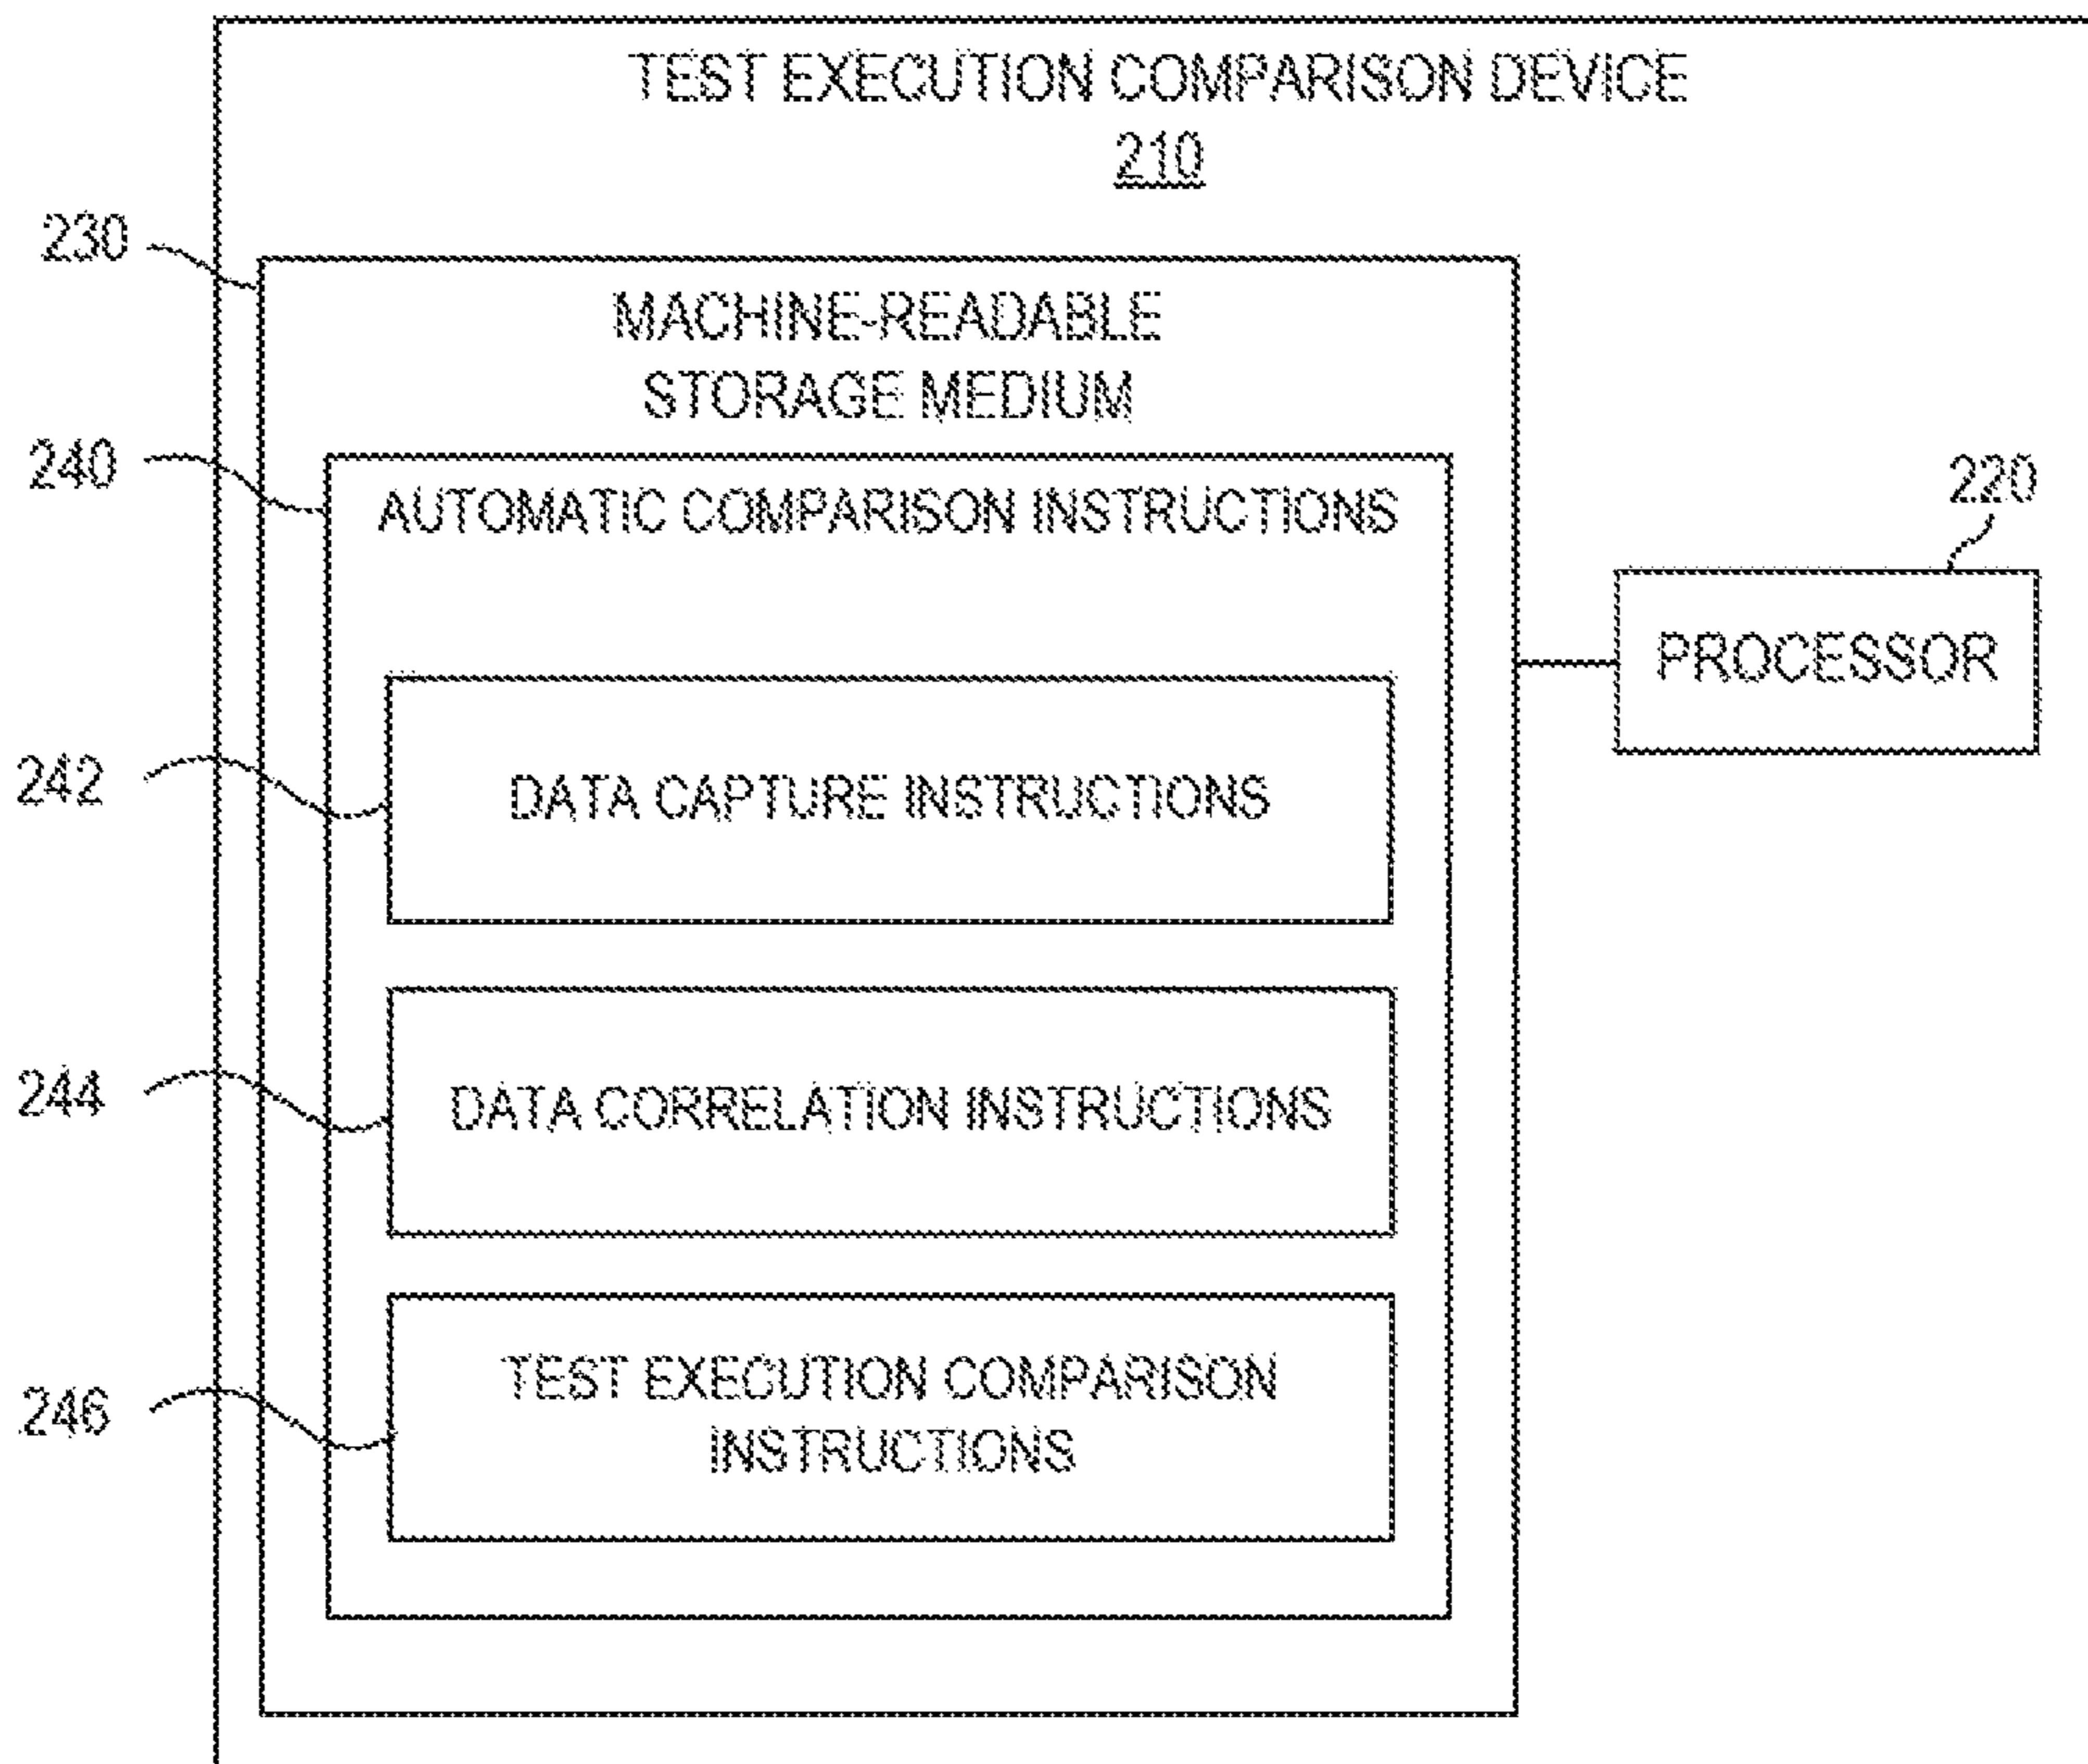 TEST EXECUTION COMPARISON DEVICE
210
230
MACHINE-READABLE
STORAGE MEDIUM
240
AUTOMATIC COMPARISON INSTRUCTIONS
220
PROCESSOR
242
DATA CAPTURE INSTRUCTIONS
244
DATA CORRELATION INSTRUCTIONS
246
TEST EXECUTION COMPARISON
INSTRUCTIONS